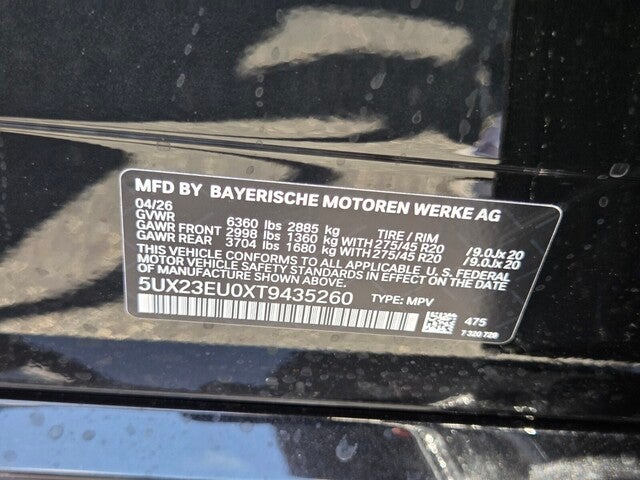 MFD BY BAYERISCHE MOTOREN WERKE AG
04/26
GVWR 6360 lbs 2885 kg TIRE / RIM
GAWR FRONT 2998 lbs 1360 kg WITH 275/45 R20 /9.0Jx20
GAWR REAR 3704 lbs 1680 kg WITH 275/45 R20 /9.0Jx20
THIS VEHICLE CONFORMS TO ALL APPLICABLE U.S. FEDERAL
MOTOR VEHICLE SAFETY STANDARDS IN EFFECT ON THE DATE
OF MANUFACTURE SHOWN ABOVE.
5UX23EU0XT9435260 TYPE: MPV
475
7 320 729